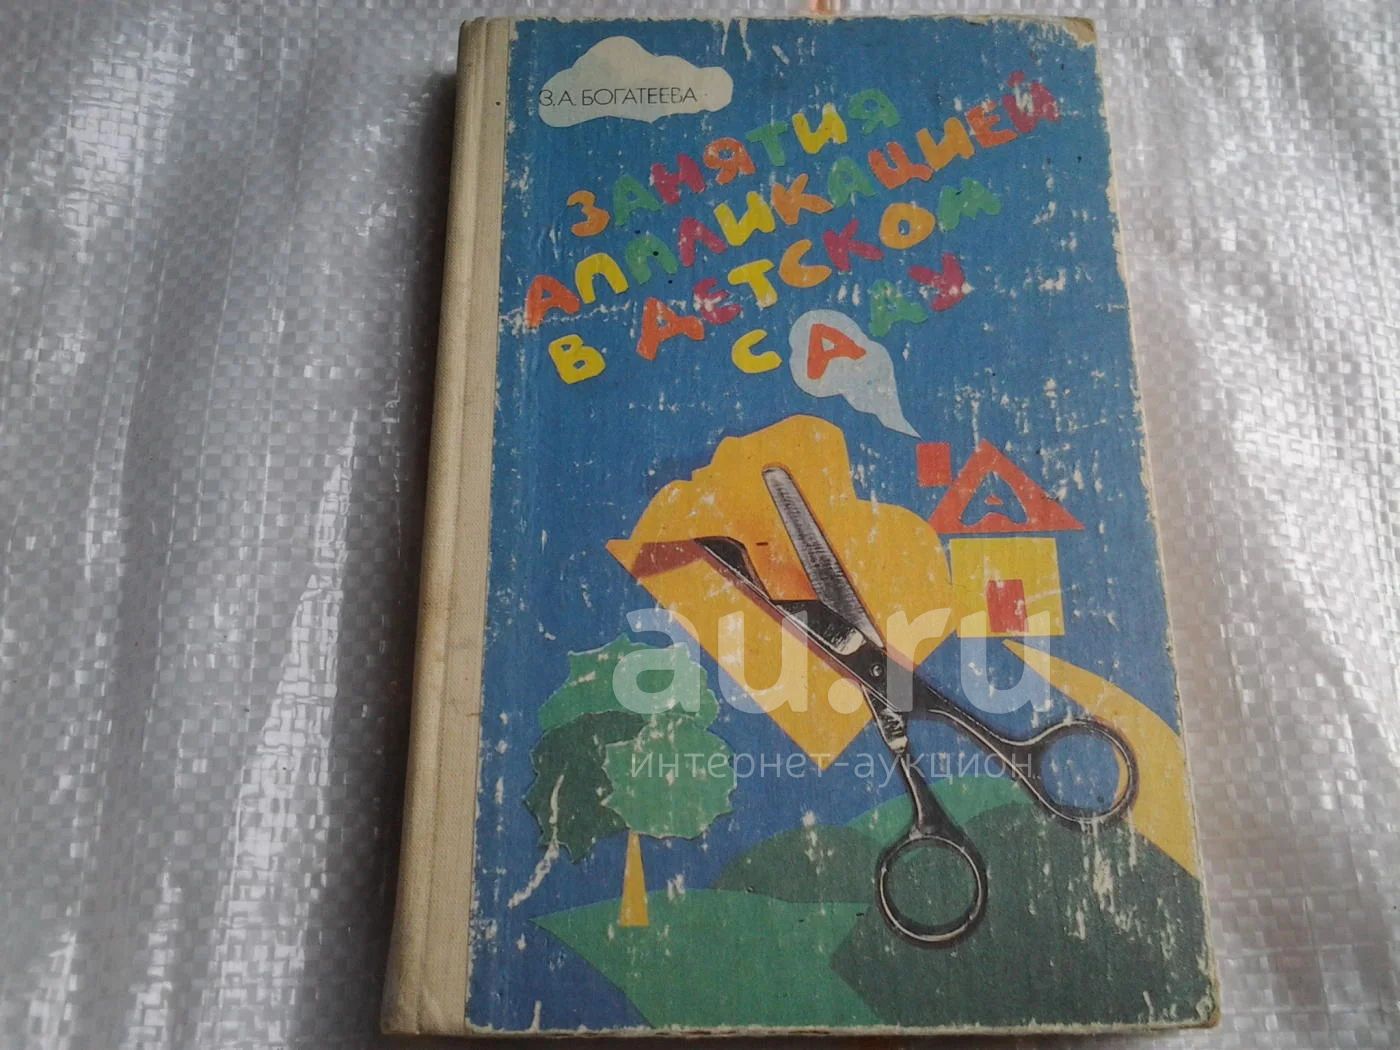 З.А. БОГАТЕЕВА
ЗАНЯТИЯ
АППЛИКАЦИЕЙ
В ДЕТСКОМ
САДУ
А
П
au.ru
интернет-аукцион